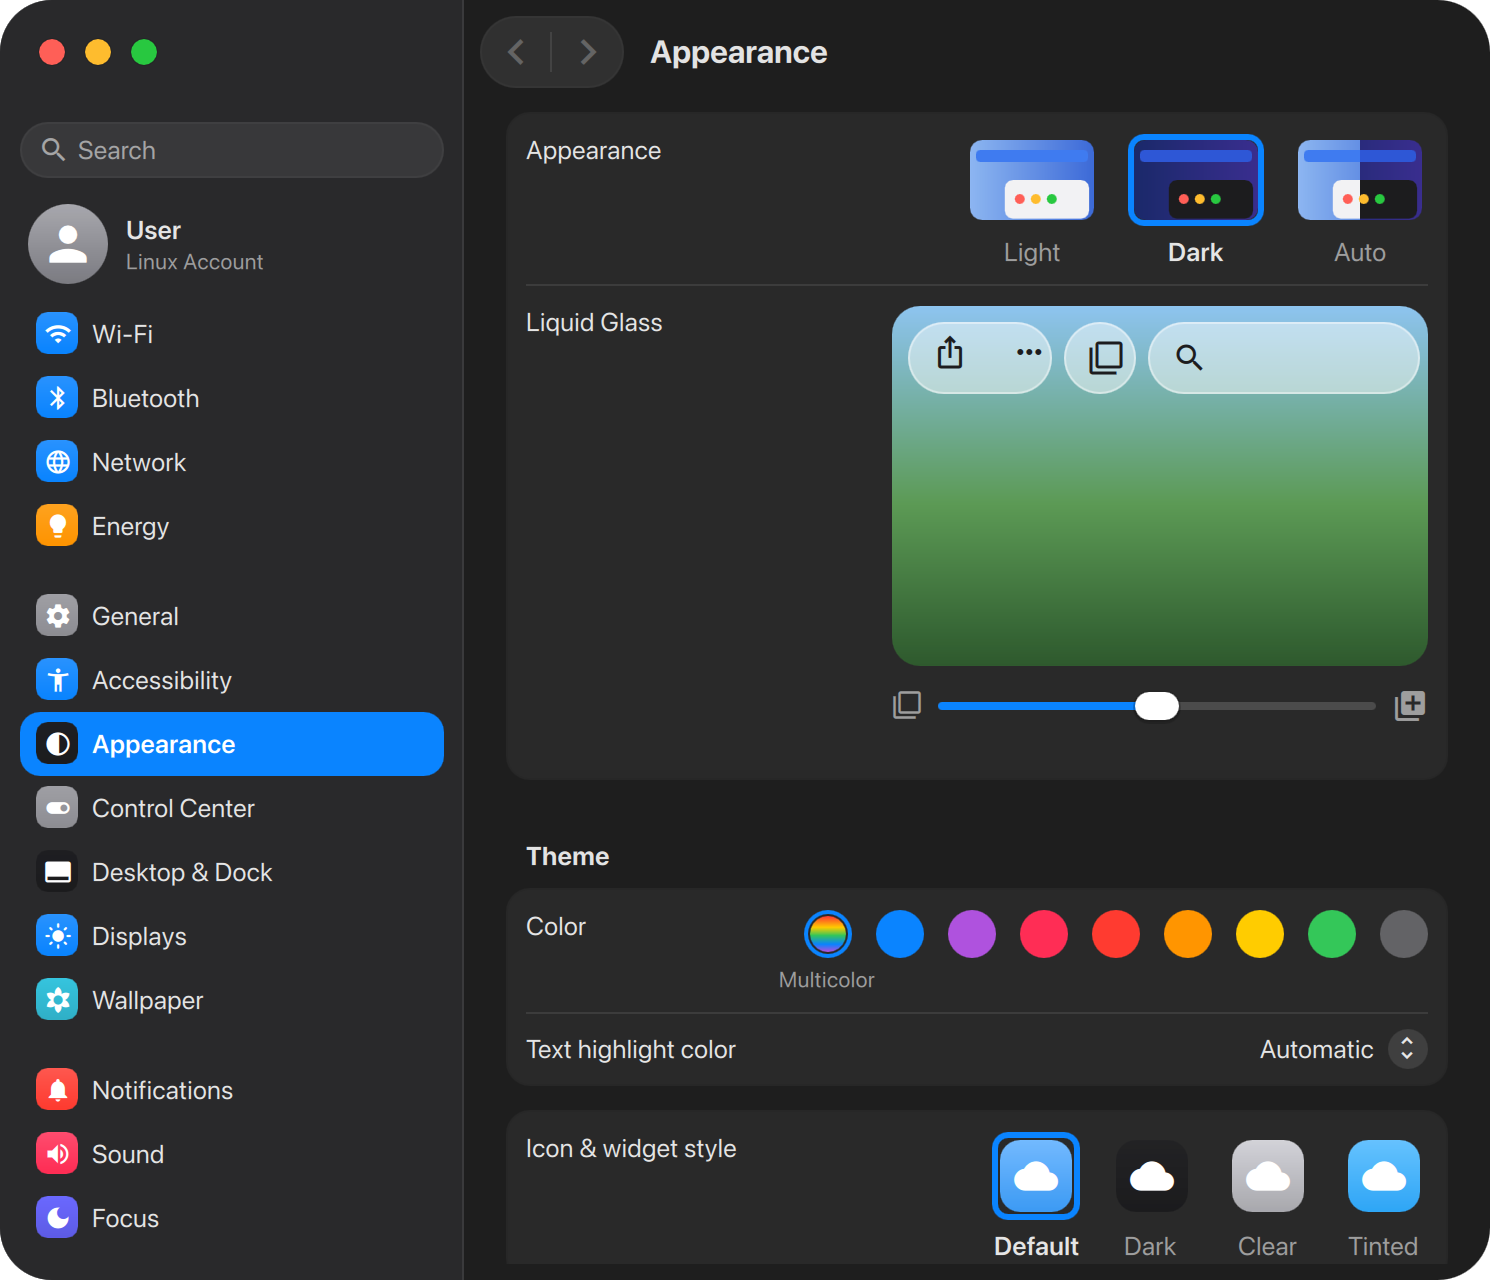 Appearance
Search
User
Linux Account
Wi-Fi
Bluetooth
Network
Energy
General
Accessibility
Appearance
Control Center
Desktop & Dock
Displays
Wallpaper
Notifications
Sound
Focus
Appearance
Light
Dark
Auto
Liquid Glass
Theme
Color
Multicolor
Text highlight color
Automatic
Icon & widget style
Default
Dark
Clear
Tinted